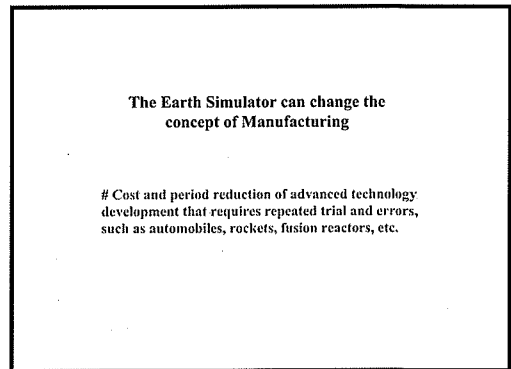 The Earth Simulator can change the
concept of Manufacturing
# Cost and period reduction of advanced technology
development that requires repeated trial and errors,
such as automobiles, rockets, fusion reactors, etc.